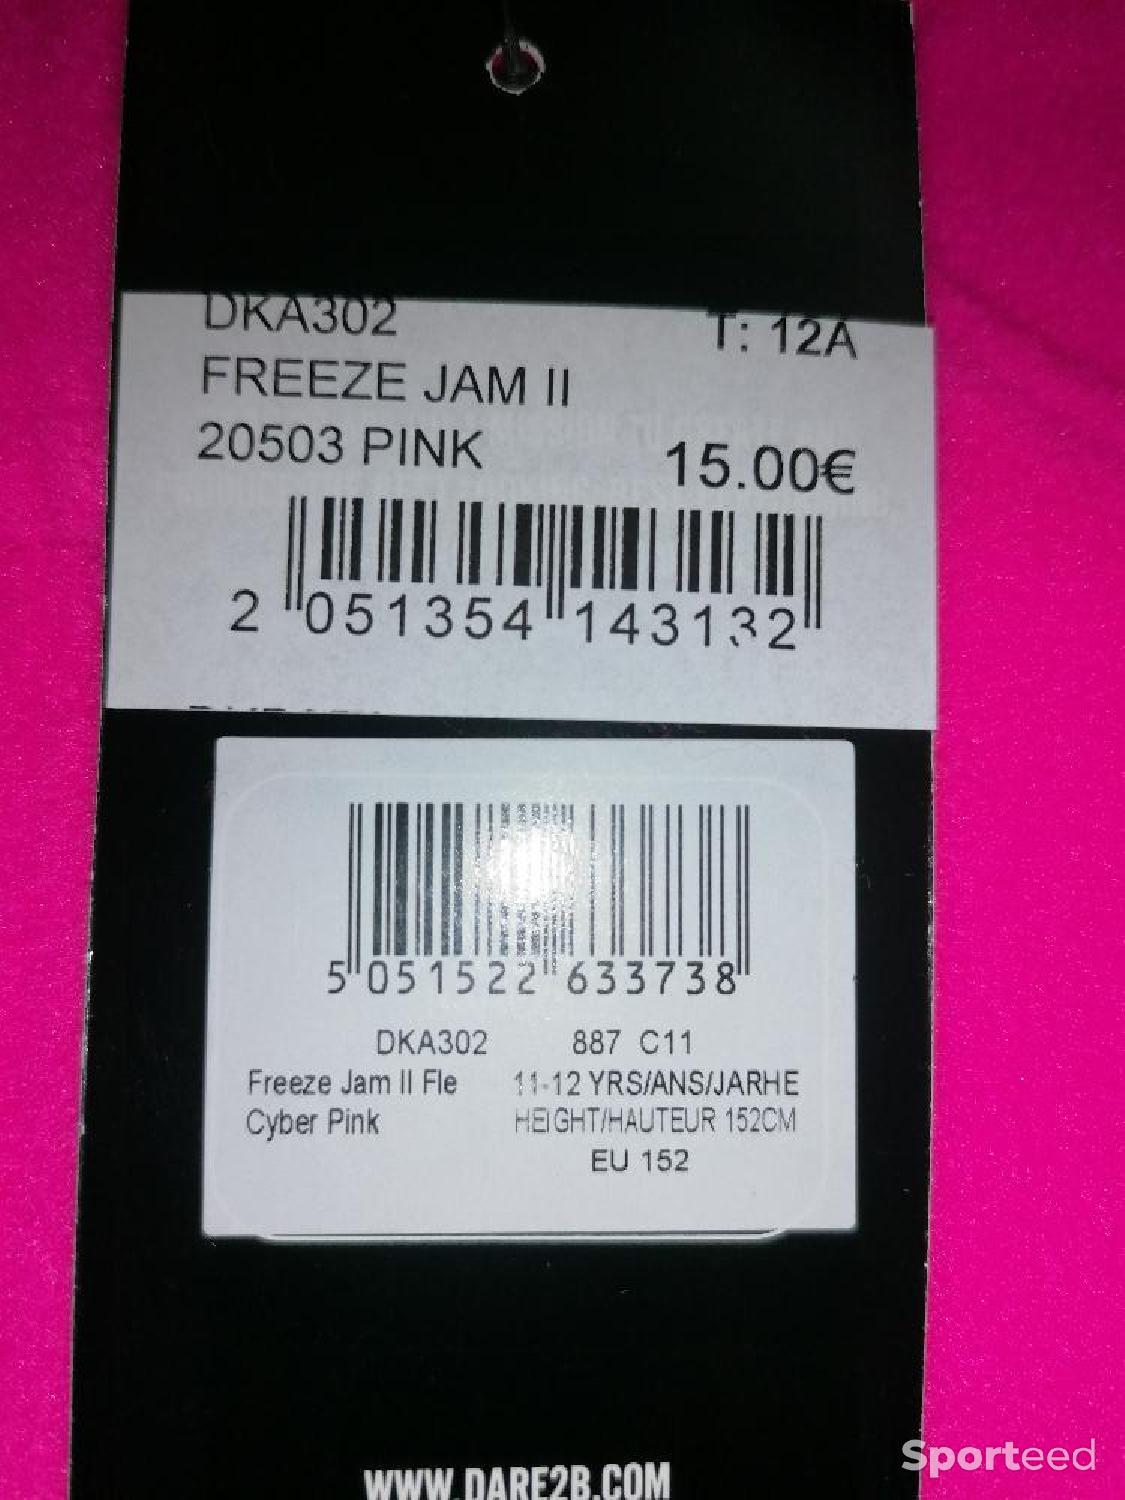 DKA302 T: 12A
FREEZE JAM II
20503 PINK 15.00€
2 051354 143132
5 051522 633738
DKA302 887 C11
Freeze Jam II Fle 11-12 YRS/ANS/JARHE
Cyber Pink HEIGHT/HAUTEUR 152CM
EU 152
WWW.DARE2B.COM
Sporteed